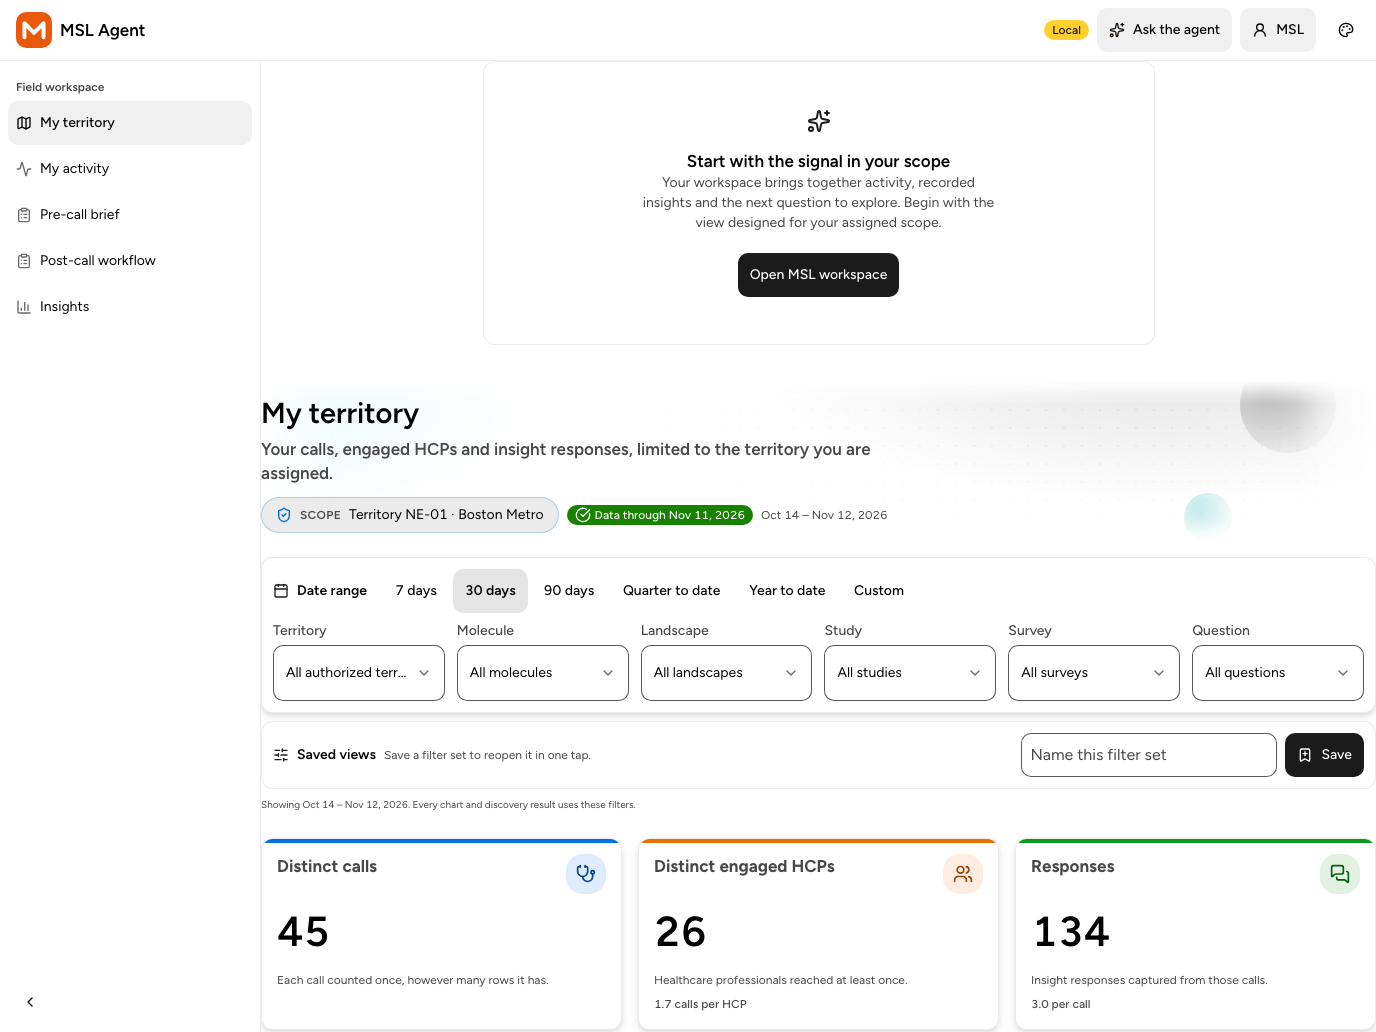 MSL Agent
Local
Ask the agent
MSL
Field workspace
My territory
My activity
Pre-call brief
Post-call workflow
Insights
Start with the signal in your scope
Your workspace brings together activity, recorded
insights and the next question to explore. Begin with the
view designed for your assigned scope.
Open MSL workspace
My territory
Your calls, engaged HCPs and insight responses, limited to the territory you are
assigned.
SCOPE Territory NE-01 · Boston Metro
Data through Nov 11, 2026
Oct 14 – Nov 12, 2026
Date range
7 days
30 days
90 days
Quarter to date
Year to date
Custom
Territory
Molecule
Landscape
Study
Survey
Question
All authorized terr...
All molecules
All landscapes
All studies
All surveys
All questions
Saved views
Save a filter set to reopen it in one tap.
Name this filter set
Save
Showing Oct 14 – Nov 12, 2026. Every chart and discovery result uses these filters.
Distinct calls
45
Each call counted once, however many rows it has.
Distinct engaged HCPs
26
Healthcare professionals reached at least once.
1.7 calls per HCP
Responses
134
Insight responses captured from those calls.
3.0 per call